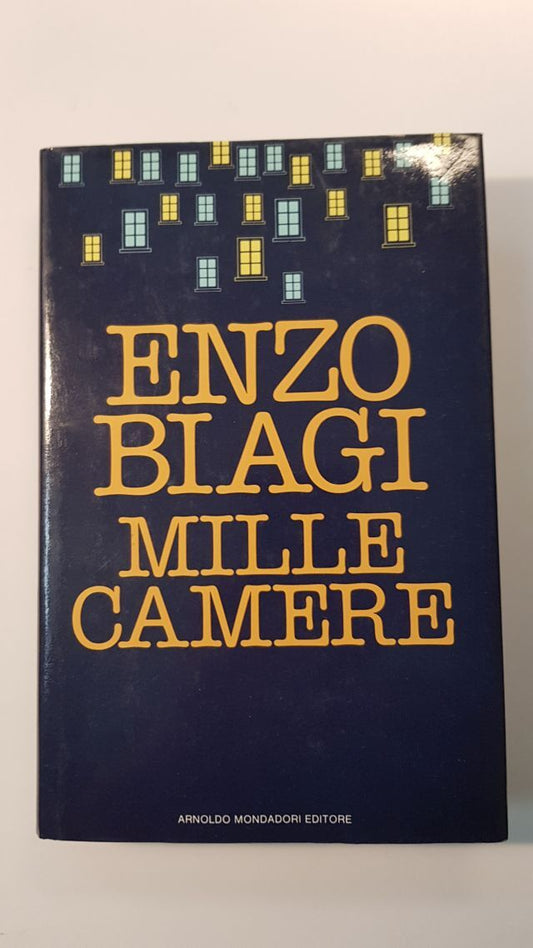 ENZO
BIAGI
MILLE
CAMERE
ARNOLDO MONDADORI EDITORE